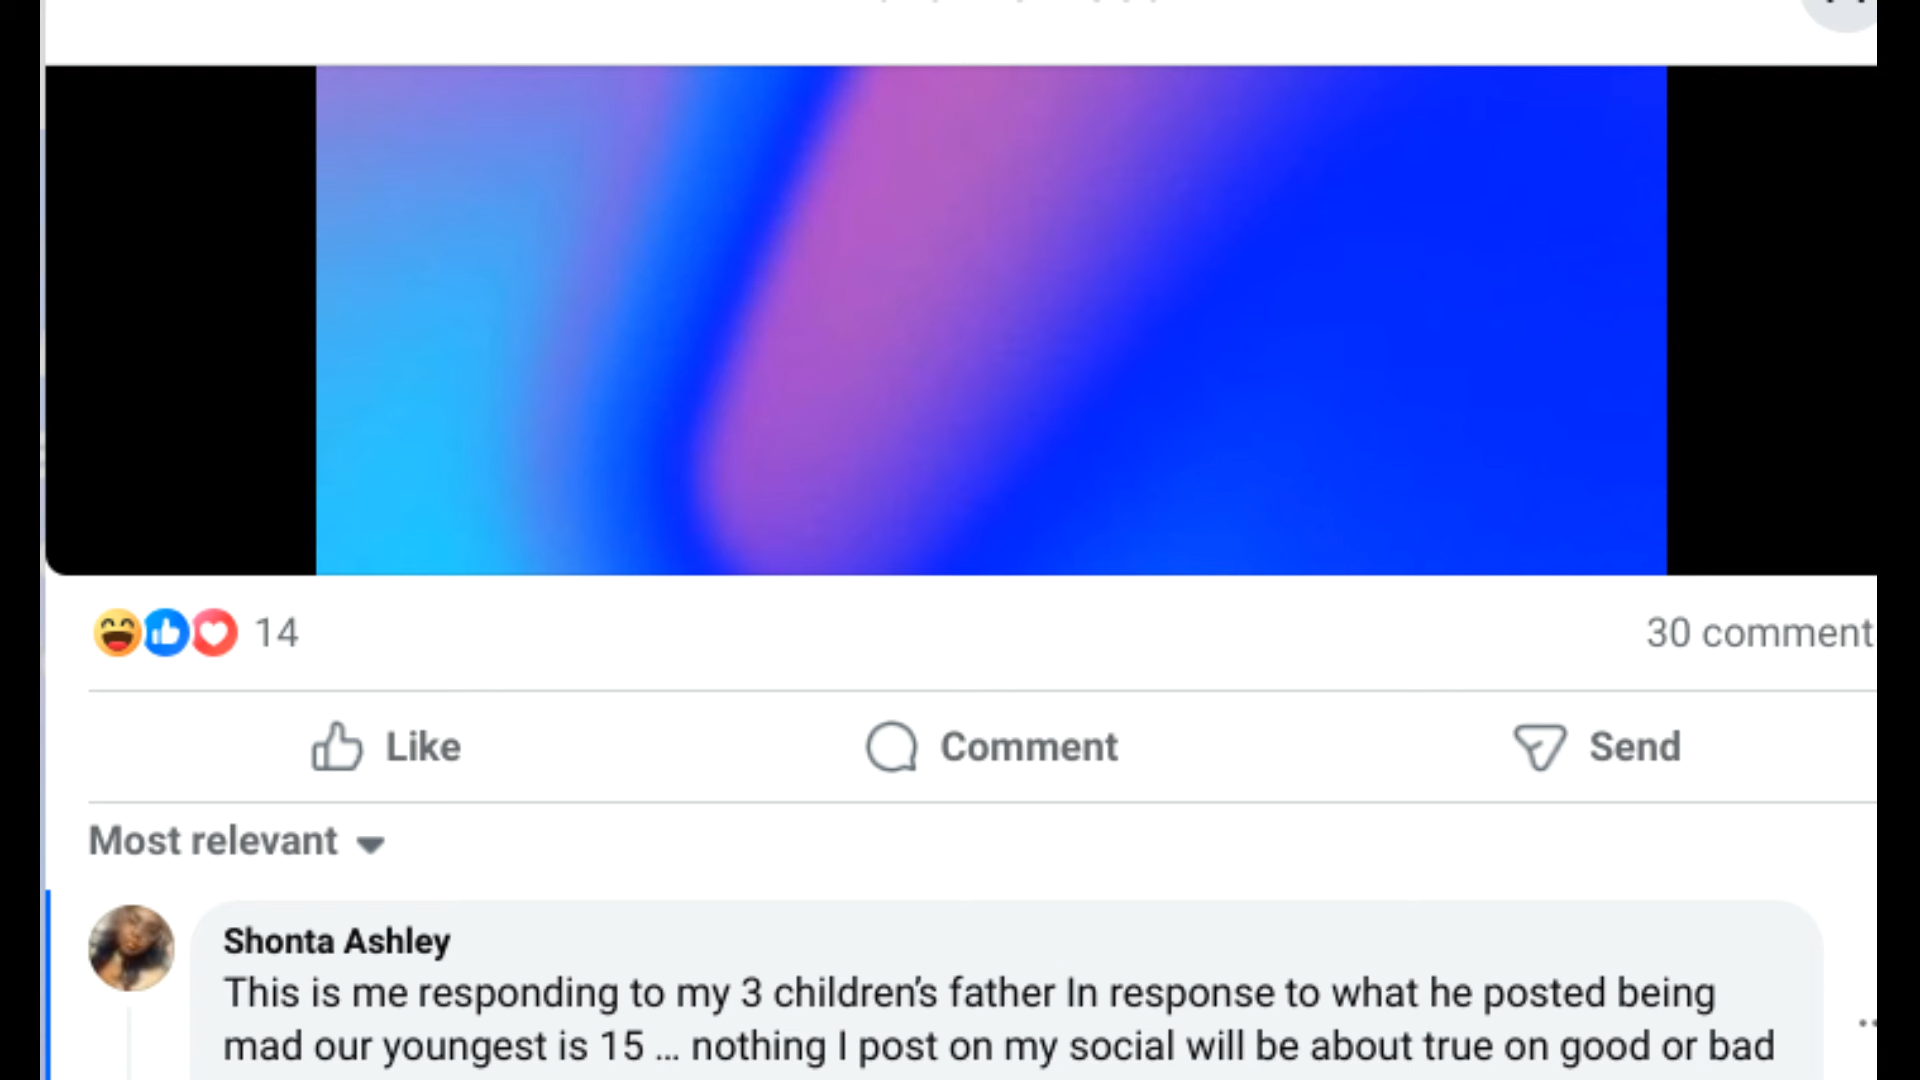 14
30 comment
Like
Comment
Send
Most relevant
Shonta Ashley
This is me responding to my 3 children's father In response to what he posted being
mad our youngest is 15 ... nothing I post on my social will be about true on good or bad